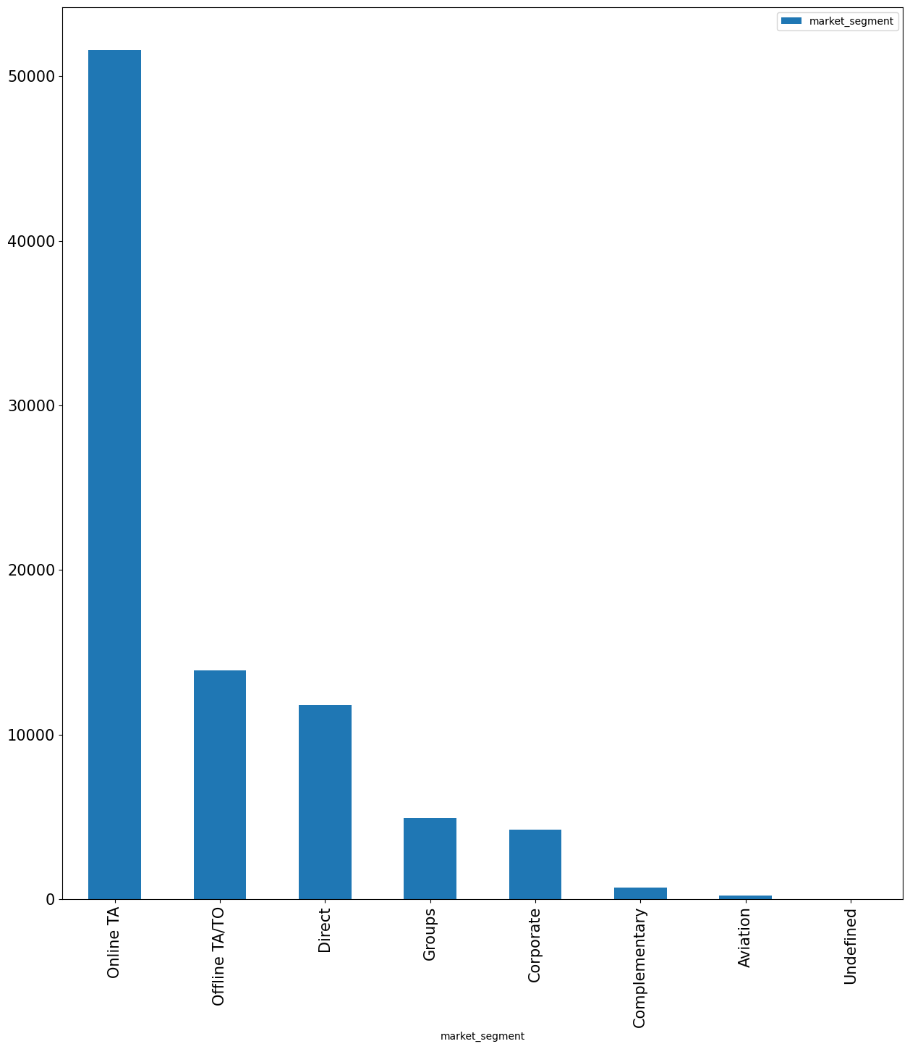 market_segment
50000
40000
30000
20000
10000
0
Online TA
Offline TA/TO
Direct
Groups
Corporate
Complementary
Aviation
Undefined
market_segment